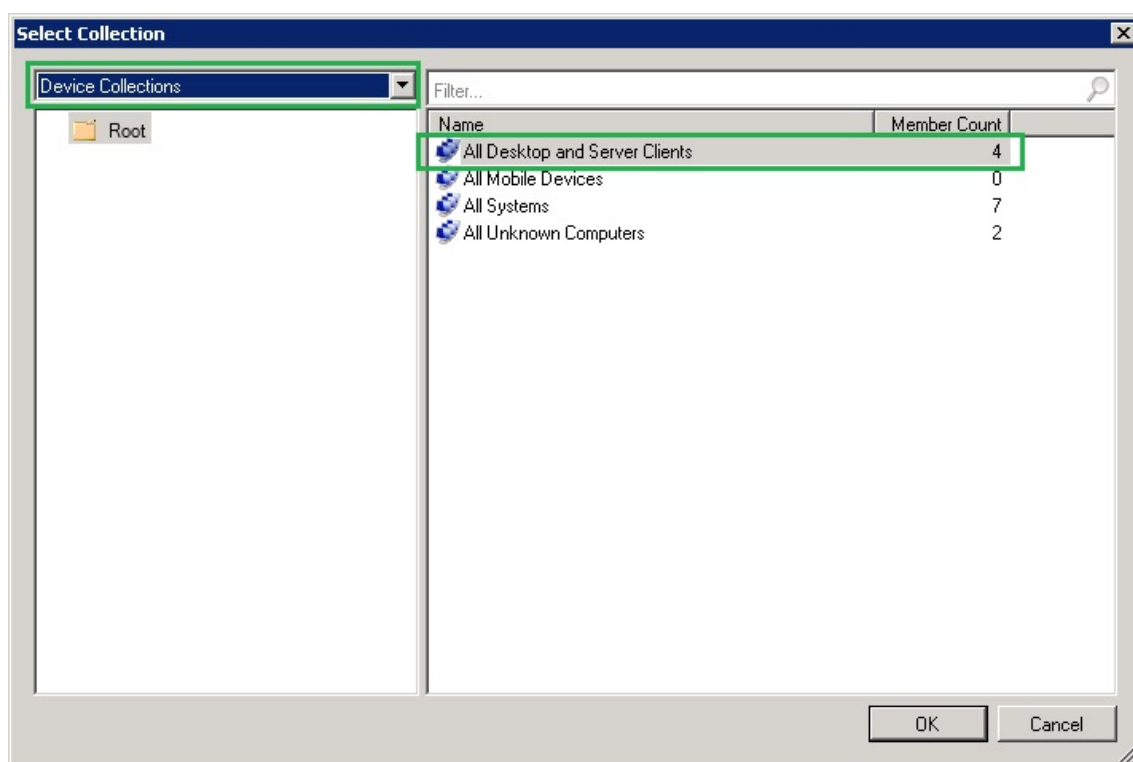 Select Collection
Device Collections
Filter...
Root
Name Member Count
All Desktop and Server Clients 4
All Mobile Devices 0
All Systems 7
All Unknown Computers 2
OK Cancel